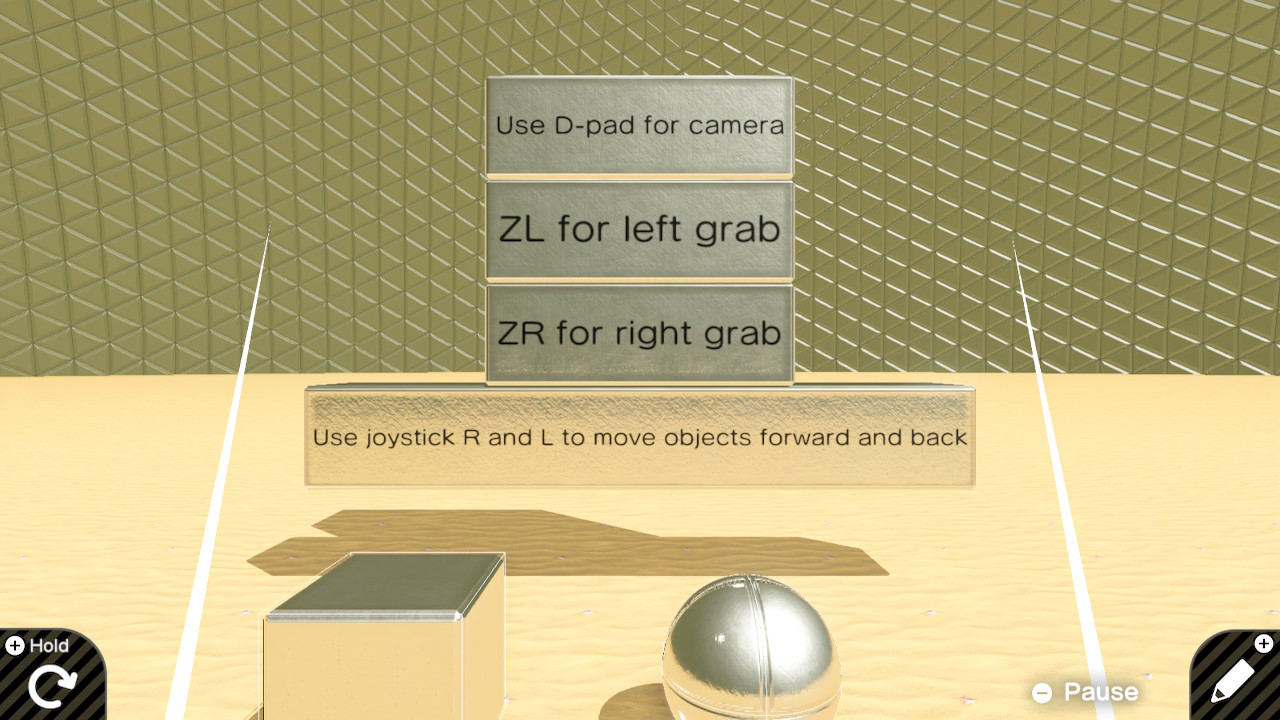 Use D-pad for camera
ZL for left grab
ZR for right grab
Use joystick R and L to move objects forward and back
Hold
Pause